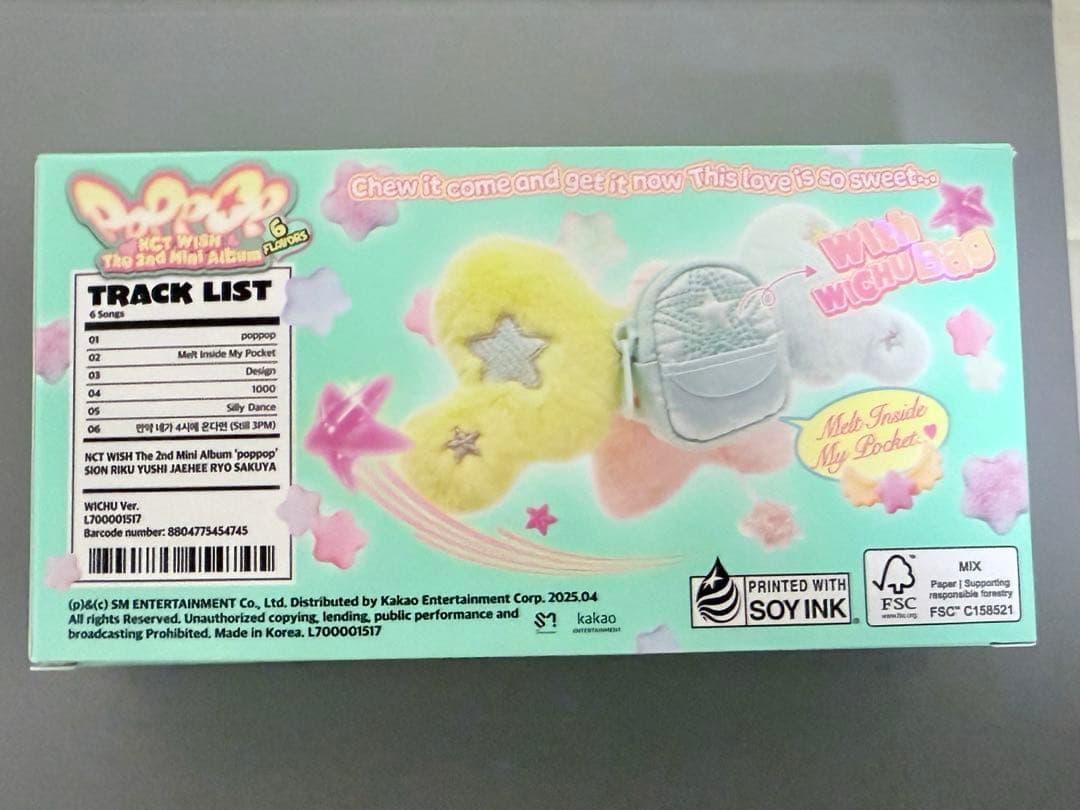 POPPOP
NCT WISH
The 2nd Mini Album
6
FLAVORS
Chew it come and get it now This love is so sweet...
WISH
WICHU Bag
TRACK LIST
6 Songs
01 poppop
02 Melt Inside My Pocket
03 Design
04 1000
05 Silly Dance
06 만약 네가 4시에 온다면 (Still 3PM)
NCT WISH The 2nd Mini Album 'poppop'
SION RIKU YUSHI JAEHEE RYO SAKUYA
WICHU Ver.
L700001517
Barcode number: 8804775454745
Melt Inside
My Pocket
(p)&(c) SM ENTERTAINMENT Co., Ltd. Distributed by Kakao Entertainment Corp. 2025.04
All rights Reserved. Unauthorized copying, lending, public performance and
broadcasting Prohibited. Made in Korea. L700001517
kakao
ENTERTAINMENT
PRINTED WITH
SOY INK
FSC
www.fsc.org
MIX
Paper | Supporting
responsible forestry
FSC™ C158521